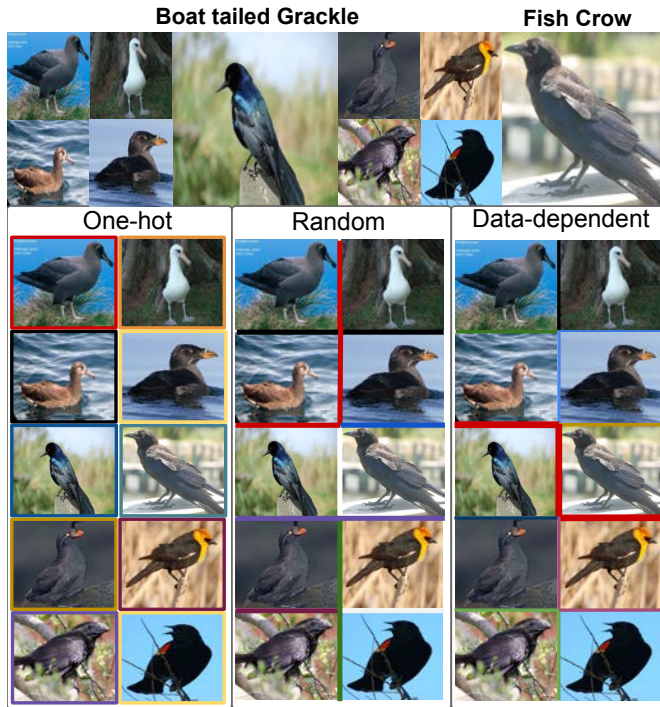 Boat tailed Grackle
Fish Crow
One-hot
Random
Data-dependent